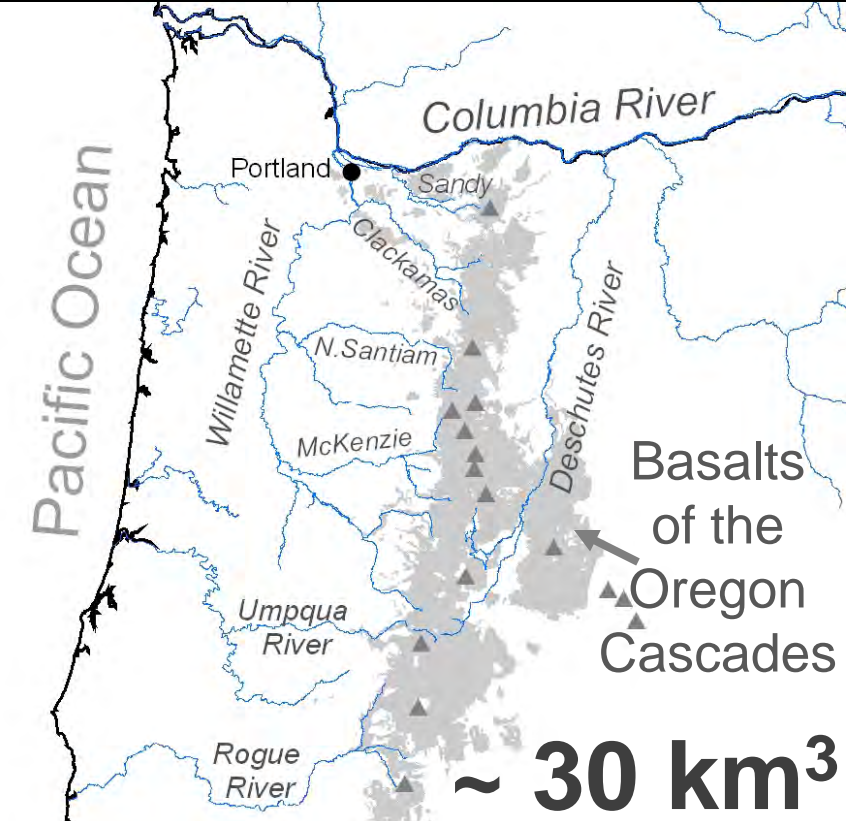 Columbia River
Portland
Sandy
Pacific Ocean
Willamette River
Clackamas
Deschutes River
N.Santiam
McKenzie
Basalts
of the
Oregon
Cascades
Umpqua
River
Rogue
River
~ 30 km³